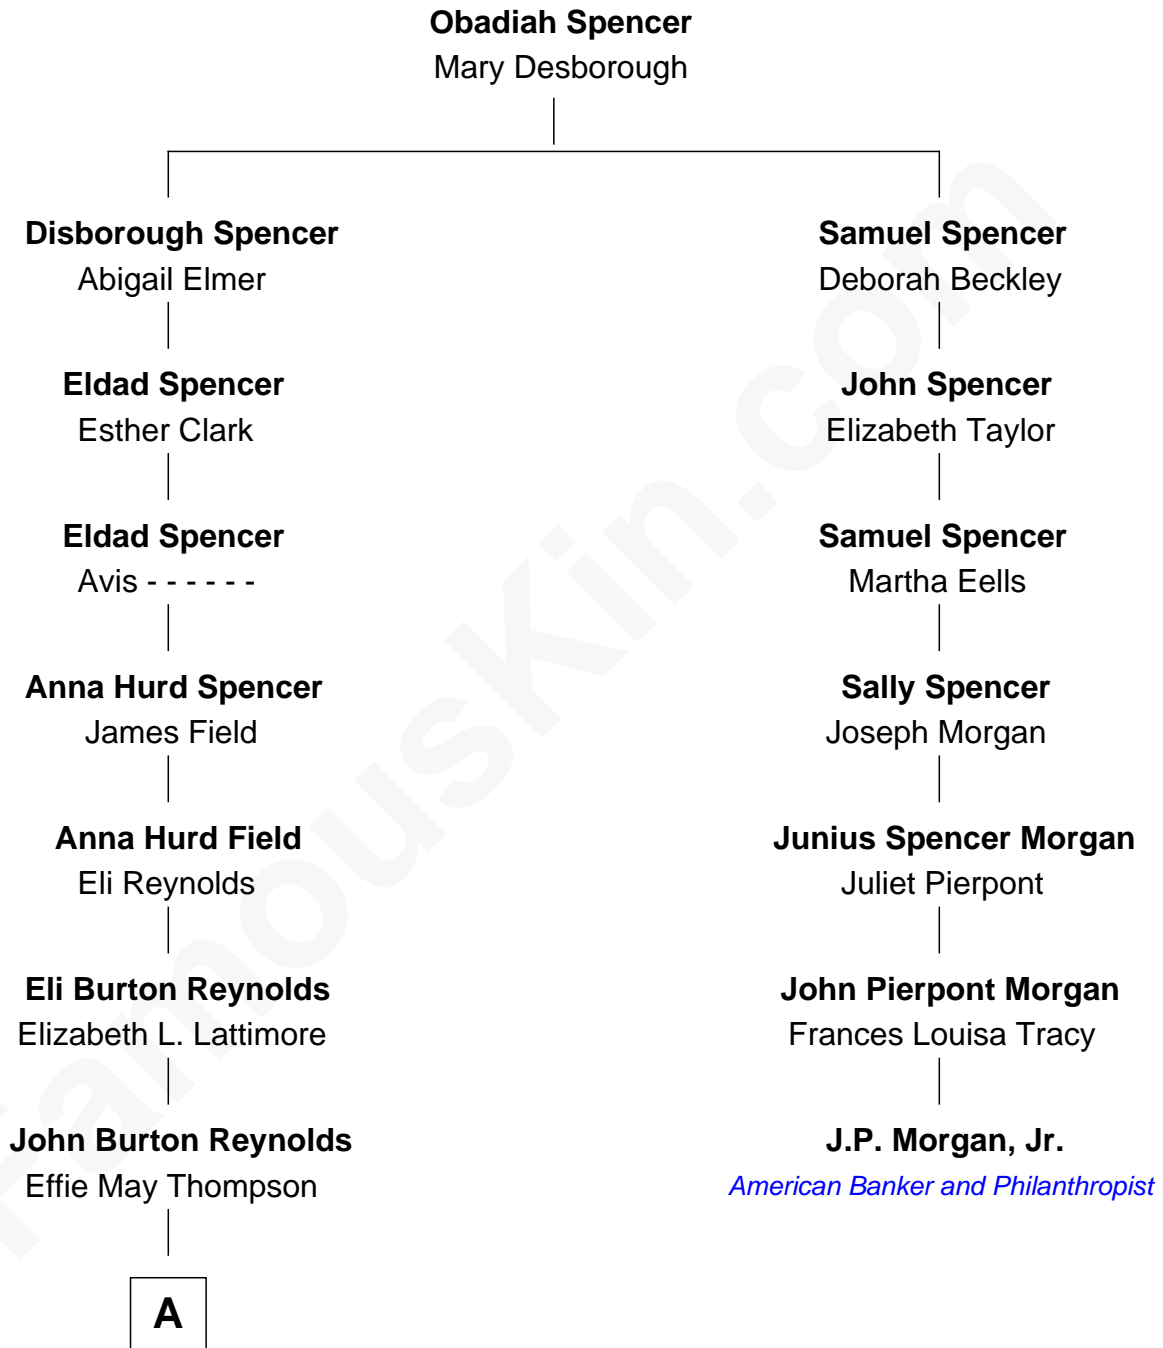 Obadiah Spencer
Mary Desborough
Disborough Spencer
Abigail Elmer
Samuel Spencer
Deborah Beckley
Eldad Spencer
Esther Clark
John Spencer
Elizabeth Taylor
Eldad Spencer
Avis - - - - - -
Samuel Spencer
Martha Eells
Anna Hurd Spencer
James Field
Sally Spencer
Joseph Morgan
Anna Hurd Field
Eli Reynolds
Junius Spencer Morgan
Juliet Pierpont
Eli Burton Reynolds
Elizabeth L. Lattimore
John Pierpont Morgan
Frances Louisa Tracy
John Burton Reynolds
Effie May Thompson
J.P. Morgan, Jr.
American Banker and Philanthropist
A
FamousKin.com